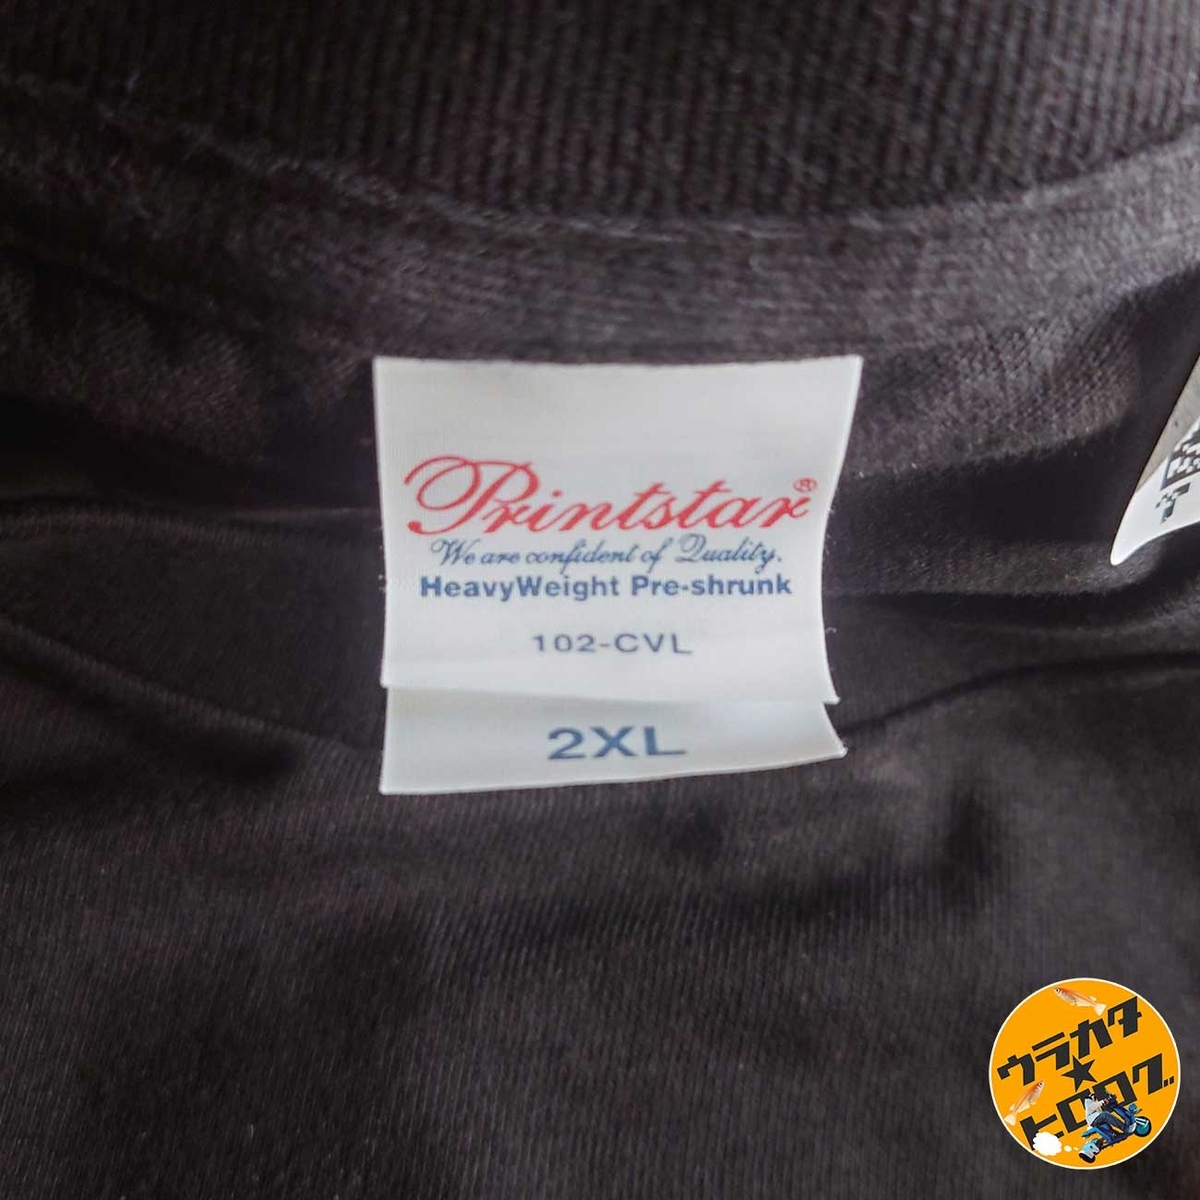 Printstar®
We are confident of Quality.
HeavyWeight Pre-shrunk
102-CVL
2XL
ウラカタ
★
ヒロログ